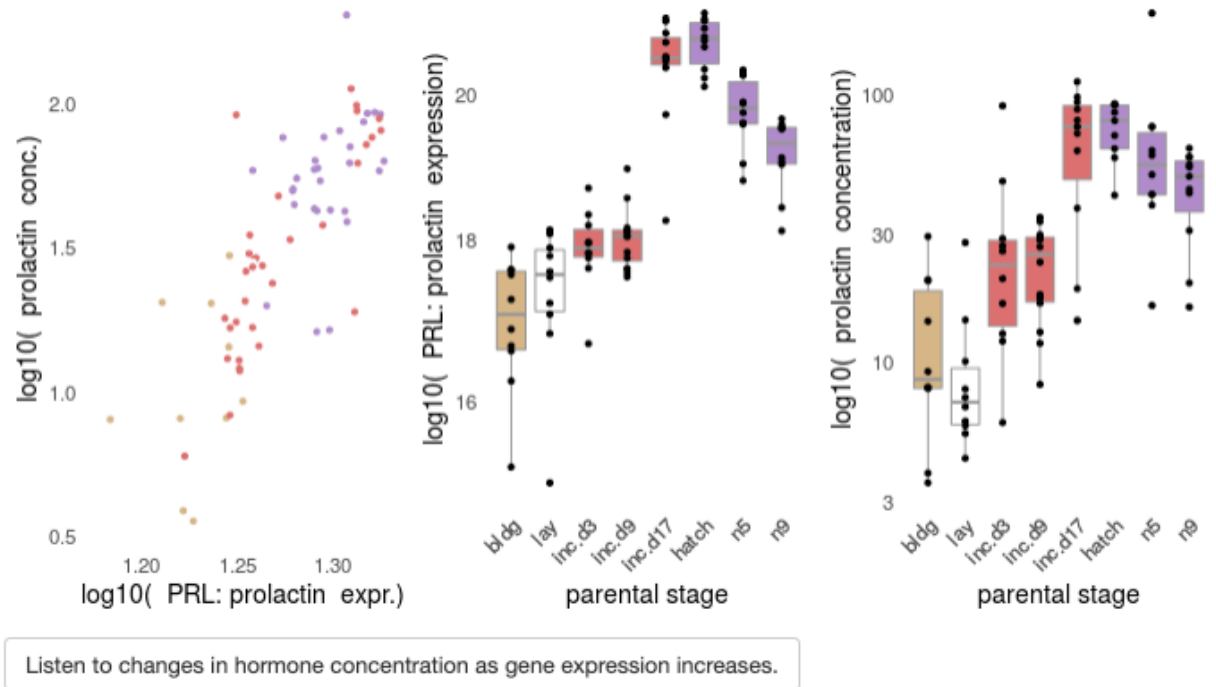 log10( prolactin conc.)
2.0
1.5
1.0
0.5
1.20 1.25 1.30
log10( PRL: prolactin expr.)
log10( PRL: prolactin expression)
20
18
16
bldg lay inc.d3 inc.d9 inc.d17 hatch n5 n9
parental stage
log10( prolactin concentration)
100
30
10
3
bldg lay inc.d3 inc.d9 inc.d17 hatch n5 n9
parental stage
Listen to changes in hormone concentration as gene expression increases.